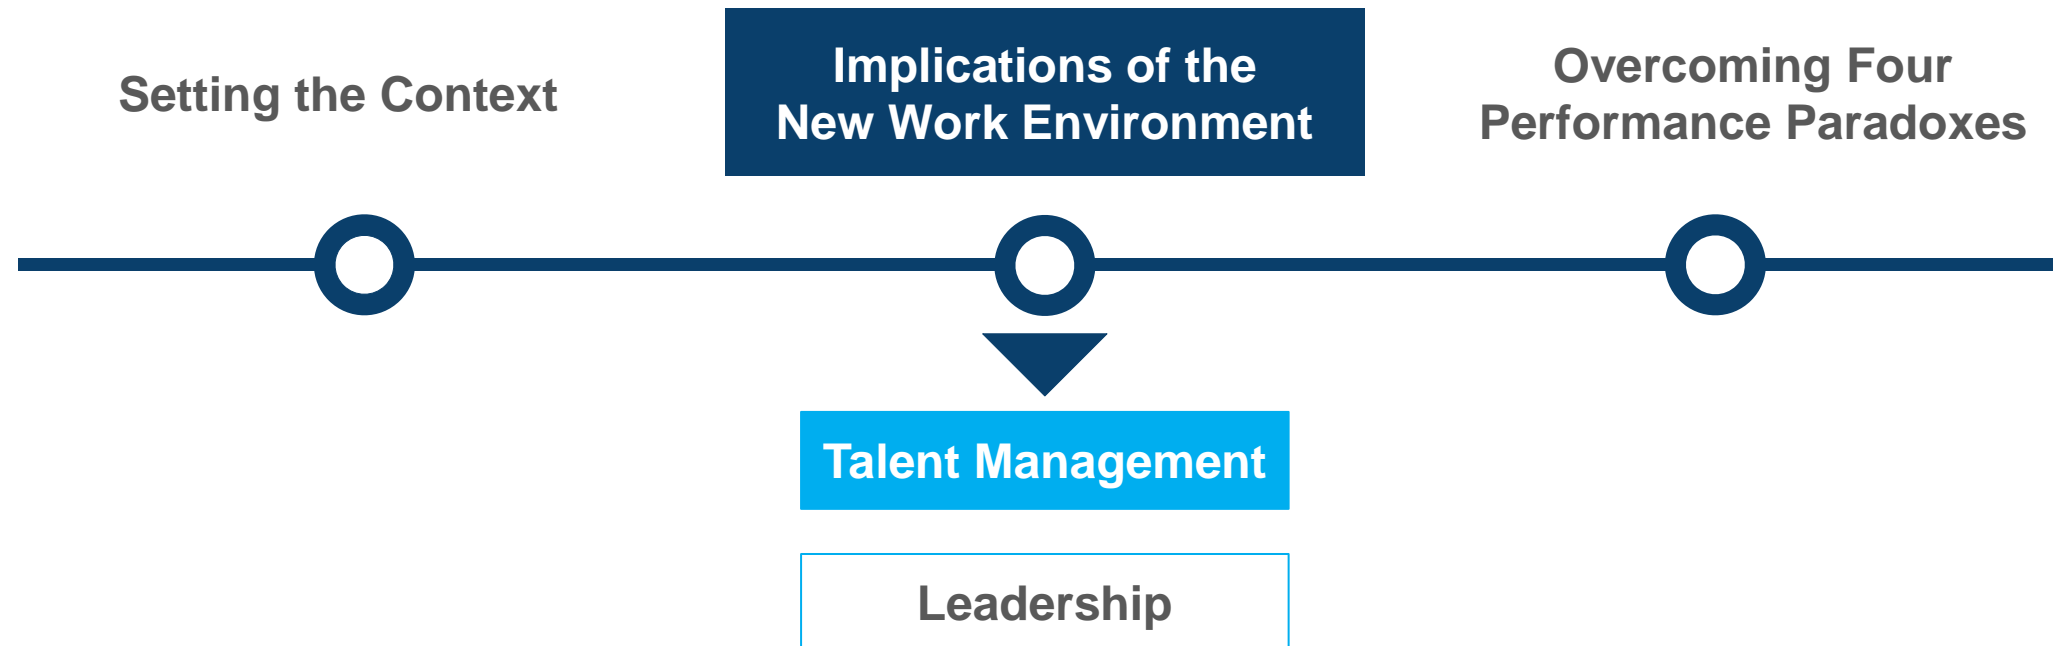 Setting the Context
Implications of the
New Work Environment
Overcoming Four
Performance Paradoxes
Talent Management
Leadership